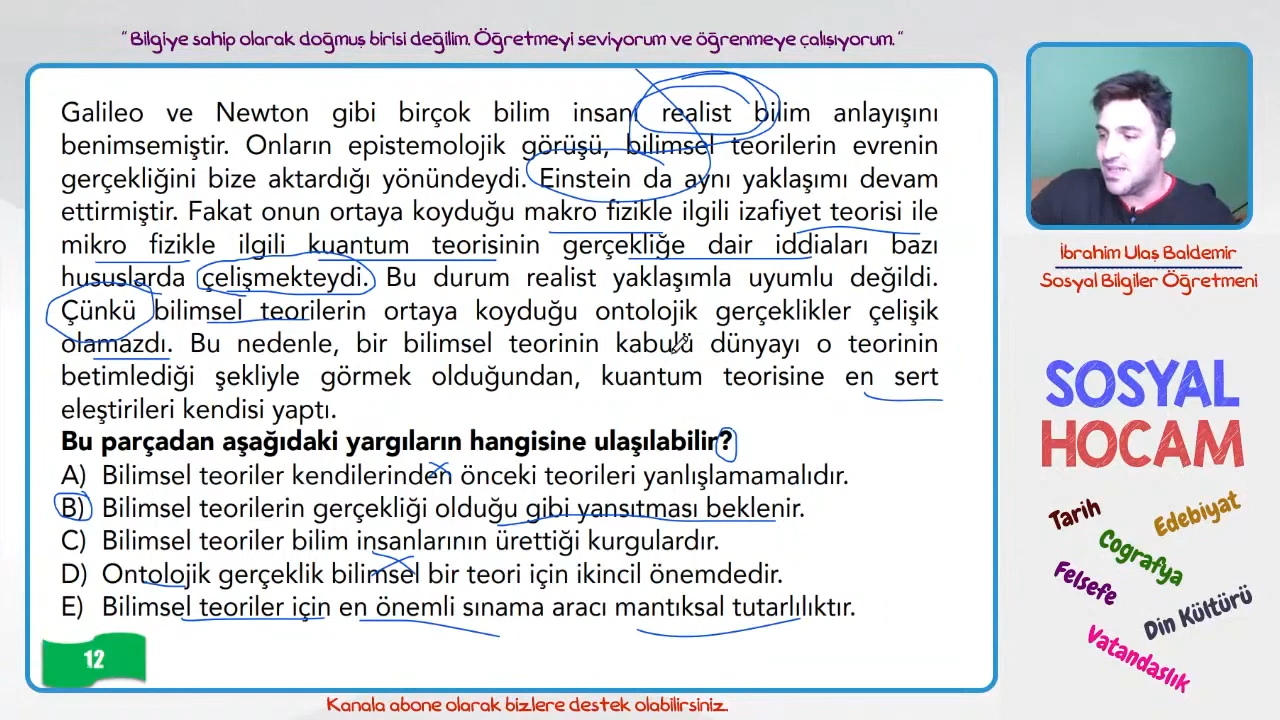 " Bilgiye sahip olarak doğmuş birisi değilim. Öğretmeyi seviyorum ve öğrenmeye çalışıyorum. "
Galileo ve Newton gibi birçok bilim insanı realist bilim anlayışını
benimsemiştir. Onların epistemolojik görüşü, bilimsel teorilerin evrenin
gerçekliğini bize aktardığı yönündeydi. Einstein da aynı yaklaşımı devam
ettirmiştir. Fakat onun ortaya koyduğu makro fizikle ilgili izafiyet teorisi ile
mikro fizikle ilgili kuantum teorisinin gerçekliğe dair iddiaları bazı
hususlarda çelişmekteydi. Bu durum realist yaklaşımla uyumlu değildi.
Çünkü bilimsel teorilerin ortaya koyduğu ontolojik gerçeklikler çelişik
olamazdı. Bu nedenle, bir bilimsel teorinin kabulü dünyayı o teorinin
betimlediği şekliyle görmek olduğundan, kuantum teorisine en sert
eleştirileri kendisi yaptı.
Bu parçadan aşağıdaki yargıların hangisine ulaşılabilir?
A) Bilimsel teoriler kendilerinden önceki teorileri yanlışlamamalıdır.
B) Bilimsel teorilerin gerçekliği olduğu gibi yansıtması beklenir.
C) Bilimsel teoriler bilim insanlarının ürettiği kurgulardır.
D) Ontolojik gerçeklik bilimsel bir teori için ikincil önemdedir.
E) Bilimsel teoriler için en önemli sınama aracı mantıksal tutarlılıktır.
12
Kanala abone olarak bizlere destek olabilirsiniz.
İbrahim Ulaş Baldemir
Sosyal Bilgiler Öğretmeni
SOSYAL
HOCAM
Tarih
Edebiyat
Coğrafya
Felsefe
Din Kültürü
Vatandaslık